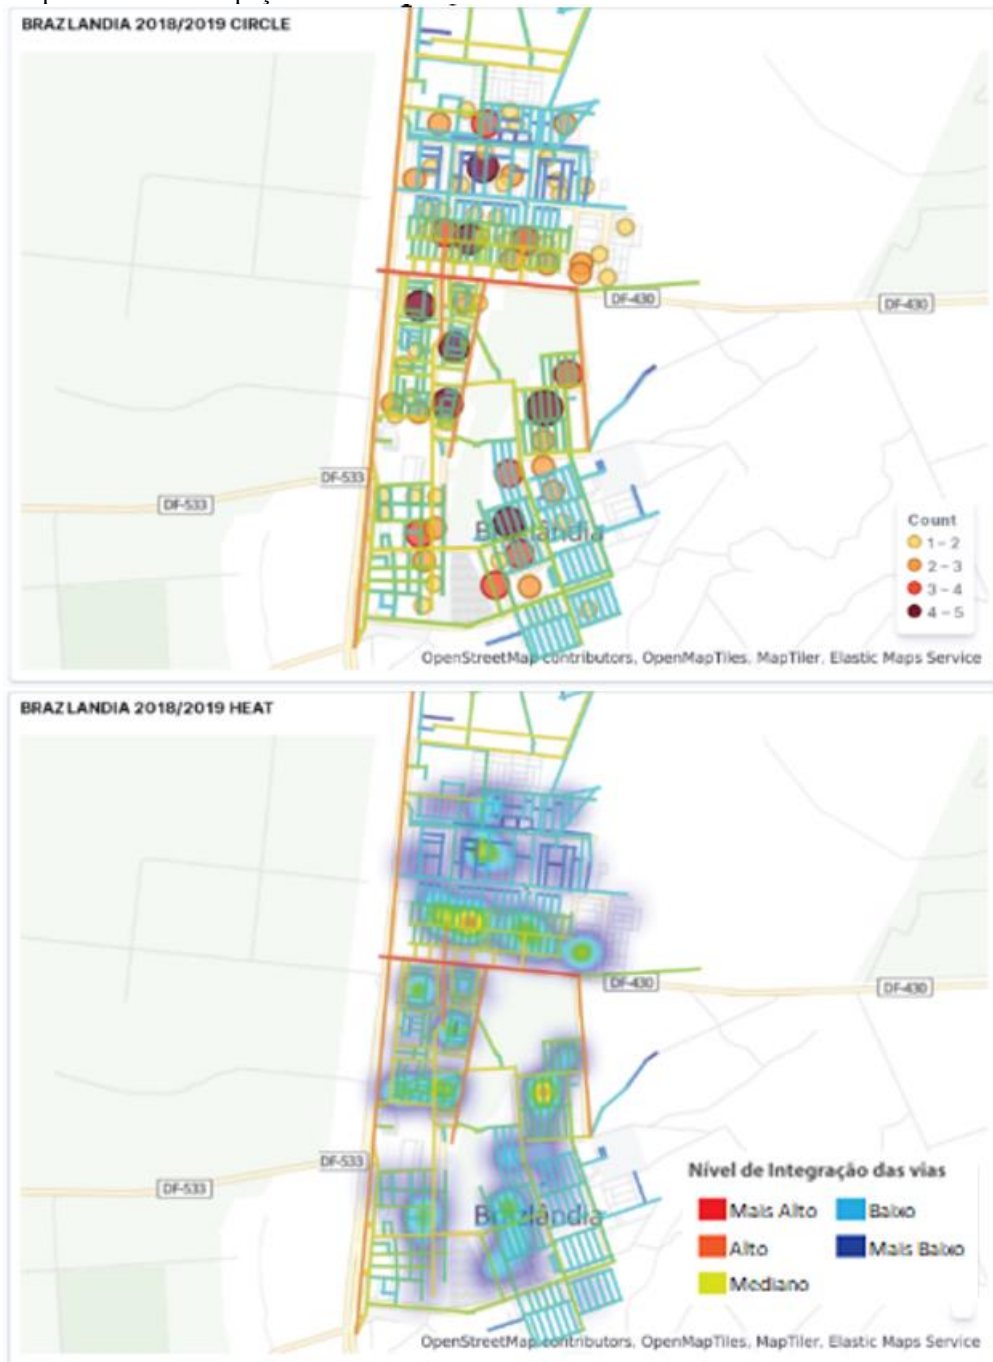 BRAZLANDIA 2018/2019 CIRCLE
DF-430
DF-430
DF-533
DF-533
Brazlândia
Count
1 – 2
2 – 3
3 – 4
4 – 5
OpenStreetMap contributors, OpenMapTiles, MapTiler, Elastic Maps Service
BRAZLANDIA 2018/2019 HEAT
DF-430
DF-430
DF-533
DF-533
Brazlândia
Nível de Integração das vias
Mais Alto
Baixo
Alto
Mais Baixo
Mediano
OpenStreetMap contributors, OpenMapTiles, MapTiler, Elastic Maps Service